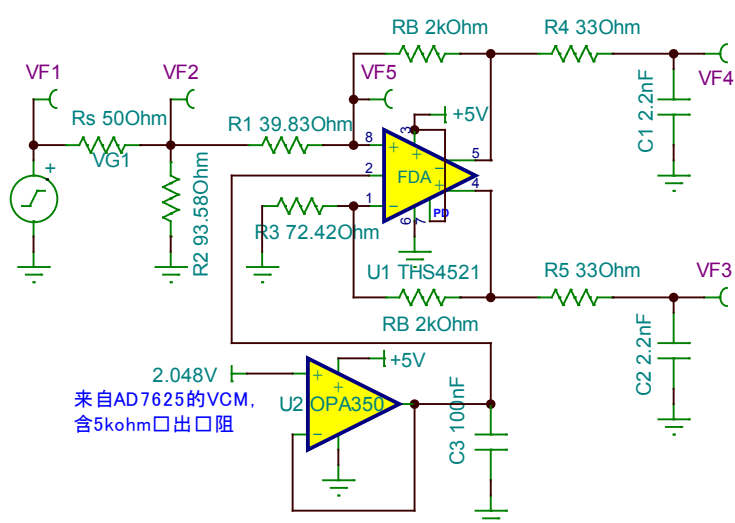 RB 2kOhm
R4 33Ohm
VF1
VF2
VF5
VF4
Rs 50Ohm
R1 39.83Ohm
+5V
C1 2.2nF
VG1
+
8
3
+
+
5
2
FDA
−
+
4
1
−
6
7
PD
R2 93.58Ohm
R3 72.42Ohm
U1 THS4521
R5 33Ohm
VF3
RB 2kOhm
C2 2.2nF
+5V
2.048V
+
+
来自AD7625的VCM,
含5kohm口出口阻
U2 OPA350
−
C3 100nF